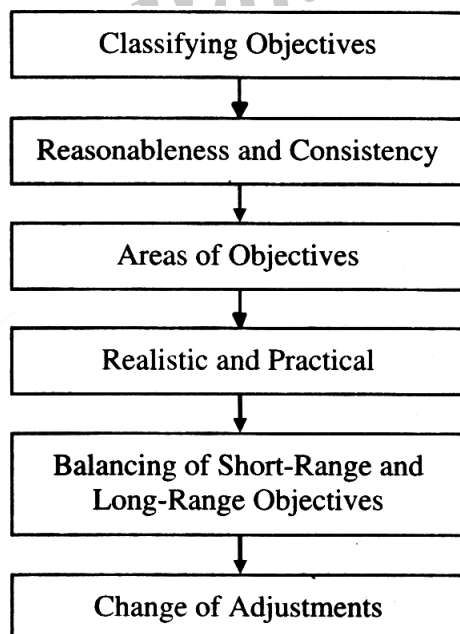 Classifying Objectives
Reasonableness and Consistency
Areas of Objectives
Realistic and Practical
Balancing of Short-Range and
Long-Range Objectives
Change of Adjustments